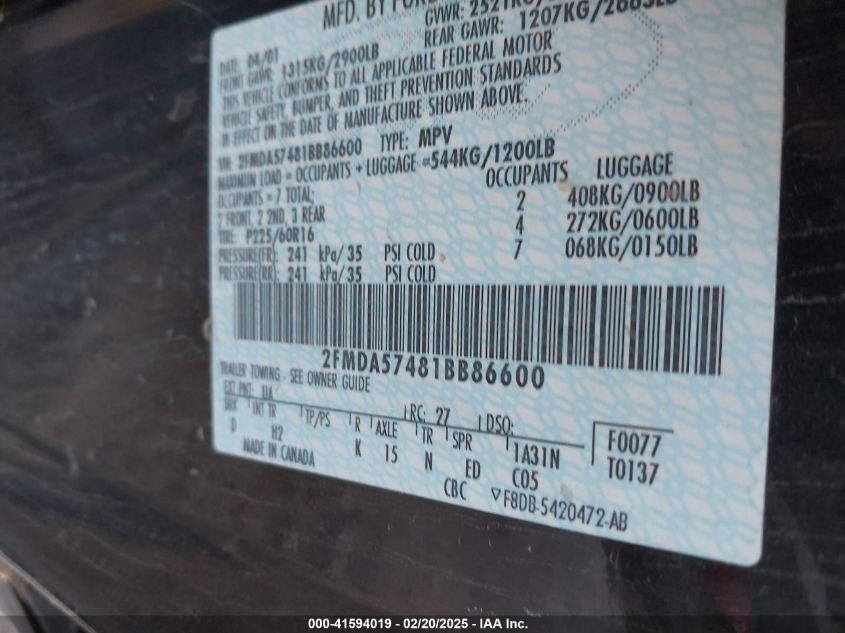 MFD. BY FORD
GVWR: 2521KG/
DATE: 04/01
FRONT GAWR: 1315KG/2900LB
REAR GAWR: 1207KG/
THIS VEHICLE CONFORMS TO ALL APPLICABLE FEDERAL MOTOR
VEHICLE SAFETY, BUMPER, AND THEFT PREVENTION STANDARDS
IN EFFECT ON THE DATE OF MANUFACTURE SHOWN ABOVE.
VIN: 2FMDA57481BB86600 TYPE: MPV
MAXIMUM LOAD = OCCUPANTS + LUGGAGE =544KG/1200LB
OCCUPANTS = 7 TOTAL; OCCUPANTS LUGGAGE
2 FRONT, 2 2ND, 3 REAR 2 408KG/0900LB
TIRE: P225/60R16 4 272KG/0600LB
PRESSURE(FR): 241 kPa/35 PSI COLD 7 068KG/0150LB
PRESSURE(RR): 241 kPa/35 PSI COLD
2FMDA57481BB86600
TRAILER TOWING - SEE OWNER GUIDE
EXT PNT: UA RC: 27 DSO:
BRK INT TR TP/PS R AXLE TR SPR 1A31N F0077
D H2 K 15 N ED C05 T0137
MADE IN CANADA CBC ▽F8DB-5420472-AB
000-41594019 – 02/20/2025 – IAA Inc.